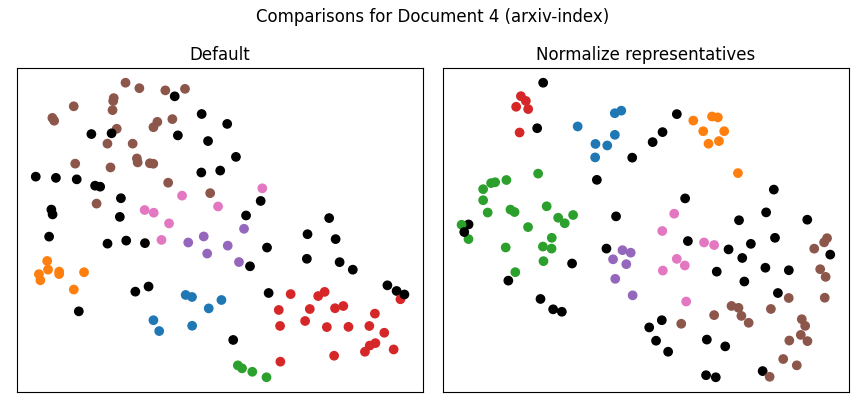 Comparisons for Document 4 (arxiv-index)
Default
Normalize representatives